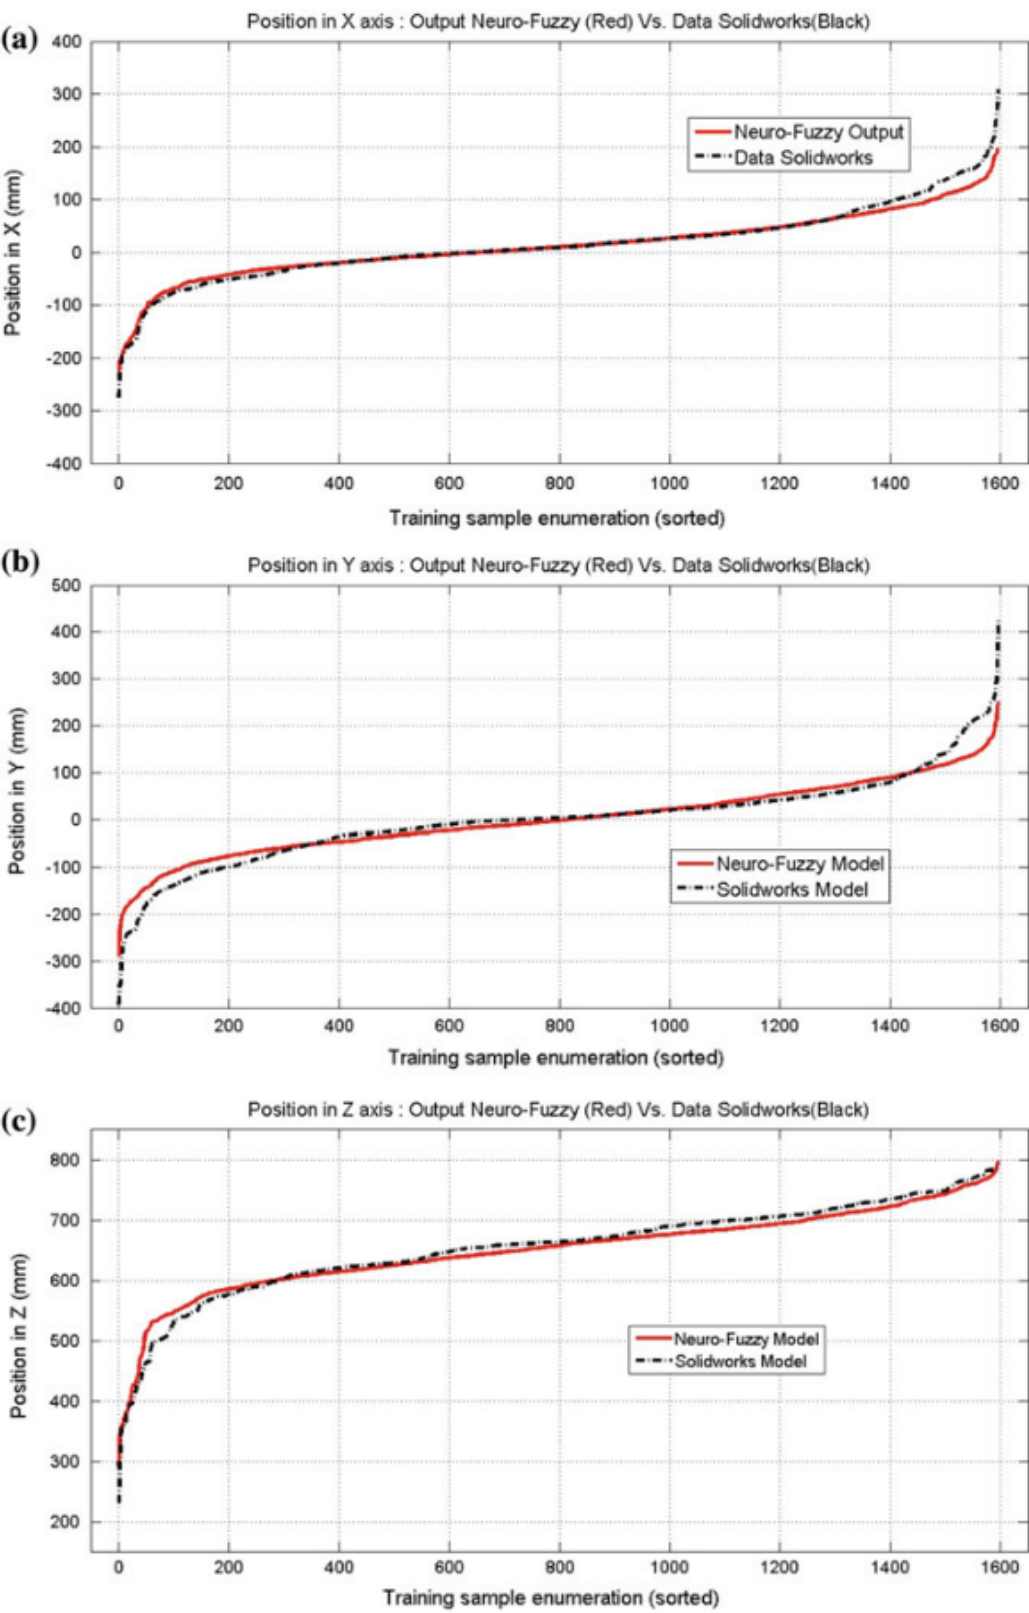 (a)
Position in X axis : Output Neuro-Fuzzy (Red) Vs. Data Solidworks(Black)
400
300
200
100
0
-100
-200
-300
-400
Position in X (mm)
Neuro-Fuzzy Output
Data Solidworks
0 200 400 600 800 1000 1200 1400 1600
Training sample enumeration (sorted)
(b)
Position in Y axis : Output Neuro-Fuzzy (Red) Vs. Data Solidworks(Black)
500
400
300
200
100
0
-100
-200
-300
-400
Position in Y (mm)
Neuro-Fuzzy Model
Solidworks Model
0 200 400 600 800 1000 1200 1400 1600
Training sample enumeration (sorted)
(c)
Position in Z axis : Output Neuro-Fuzzy (Red) Vs. Data Solidworks(Black)
800
700
600
500
400
300
200
Position in Z (mm)
Neuro-Fuzzy Model
Solidworks Model
0 200 400 600 800 1000 1200 1400 1600
Training sample enumeration (sorted)